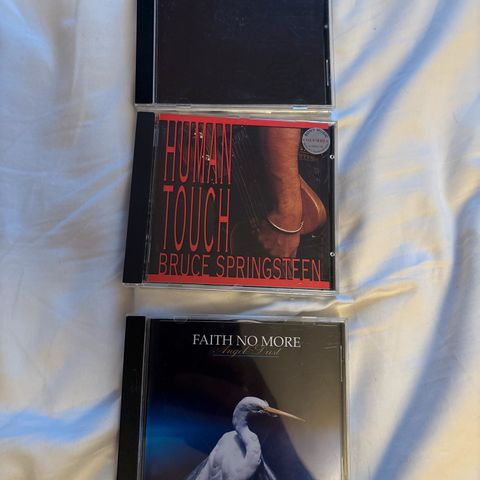 HUMAN
TOUCH
BRUCE SPRINGSTEEN
FAITH NO MORE
Angel Dust